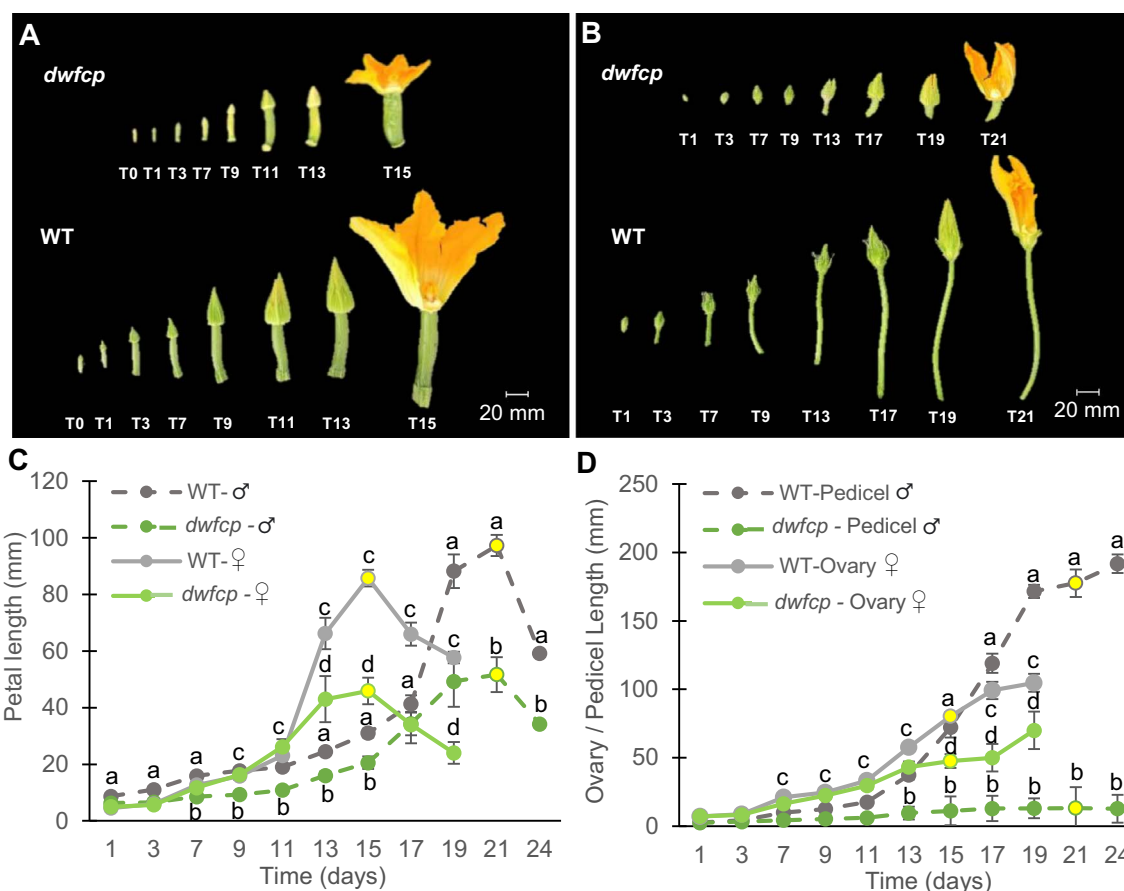 A
dwfcp
T0 T1 T3 T7 T9 T11 T13 T15
WT
20 mm
T0 T1 T3 T7 T9 T11 T13 T15
B
dwfcp
T1 T3 T7 T9 T13 T17 T19 T21
WT
20 mm
T1 T3 T7 T9 T13 T17 T19 T21
C
Petal length (mm)
120
100
80
60
40
20
0
WT-♂
dwfcp -♂
WT-♀
dwfcp -♀
a a a c c a a a a a a
c c c c
d d d
b b b b b b b
1 3 7 9 11 13 15 17 19 21 24
Time (days)
D
Ovary / Pedicel Length (mm)
250
200
150
100
50
0
WT-Pedicel ♂
dwfcp - Pedicel ♂
WT-Ovary ♀
dwfcp - Ovary ♀
a a a a a
c c c c c c
d d d
b b b b b b
1 3 7 9 11 13 15 17 19 21 24
Time (days)